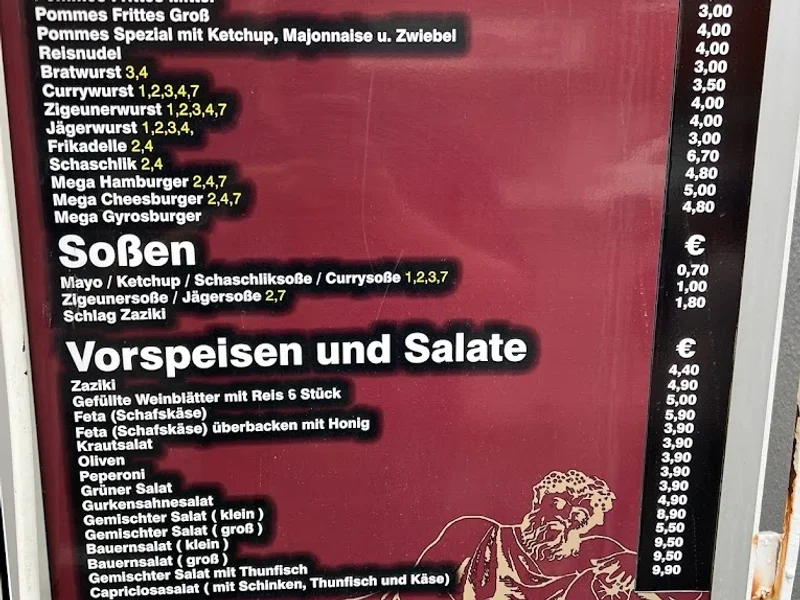 Pommes Frittes Groß 3,00
Pommes Spezial mit Ketchup, Majonnaise u. Zwiebel 4,00
Reisnudel 4,00
Bratwurst 3,4 3,00
Currywurst 1,2,3,4,7 3,50
Zigeunerwurst 1,2,3,4,7 4,00
Jägerwurst 1,2,3,4, 4,00
Frikadelle 2,4 3,00
Schaschlik 2,4 6,70
Mega Hamburger 2,4,7 4,80
Mega Cheesburger 2,4,7 5,00
Mega Gyrosburger 4,80
Soßen €
Mayo / Ketchup / Schaschliksoße / Currysoße 1,2,3,7 0,70
Zigeunersoße / Jägersoße 2,7 1,00
Schlag Zaziki 1,80
Vorspeisen und Salate €
Zaziki 4,40
Gefüllte Weinblätter mit Reis 6 Stück 4,90
Feta (Schafskäse) 5,00
Feta (Schafskäse) überbacken mit Honig 5,90
Krautsalat 3,90
Oliven 3,90
Peperoni 3,90
Grüner Salat 3,90
Gurkensahnesalat 3,90
Gemischter Salat ( klein ) 4,90
Gemischter Salat ( groß ) 8,90
Bauernsalat ( klein ) 5,50
Bauernsalat ( groß ) 9,50
Gemischter Salat mit Thunfisch 9,50
Capriciosasalat ( mit Schinken, Thunfisch und Käse) 9,90